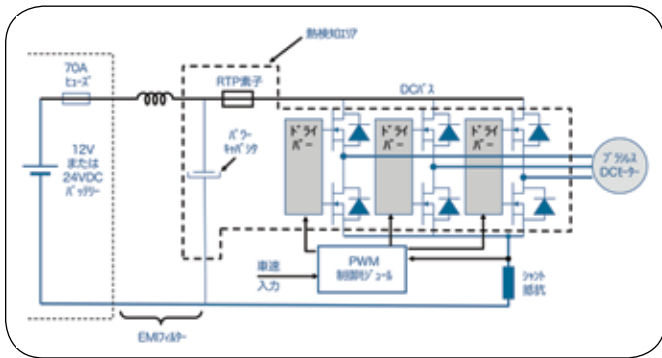 熱検知エリア
70A
ヒューズ
RTP素子
DCバス
パワー
キャパシタ
ドライ
バー
ドライ
バー
ドライ
バー
12V
または
24VDC
バッテリー
ブラシレス
DCモーター
車速
入力
PWM
制御モジュール
シャント
抵抗
EMIフィルター